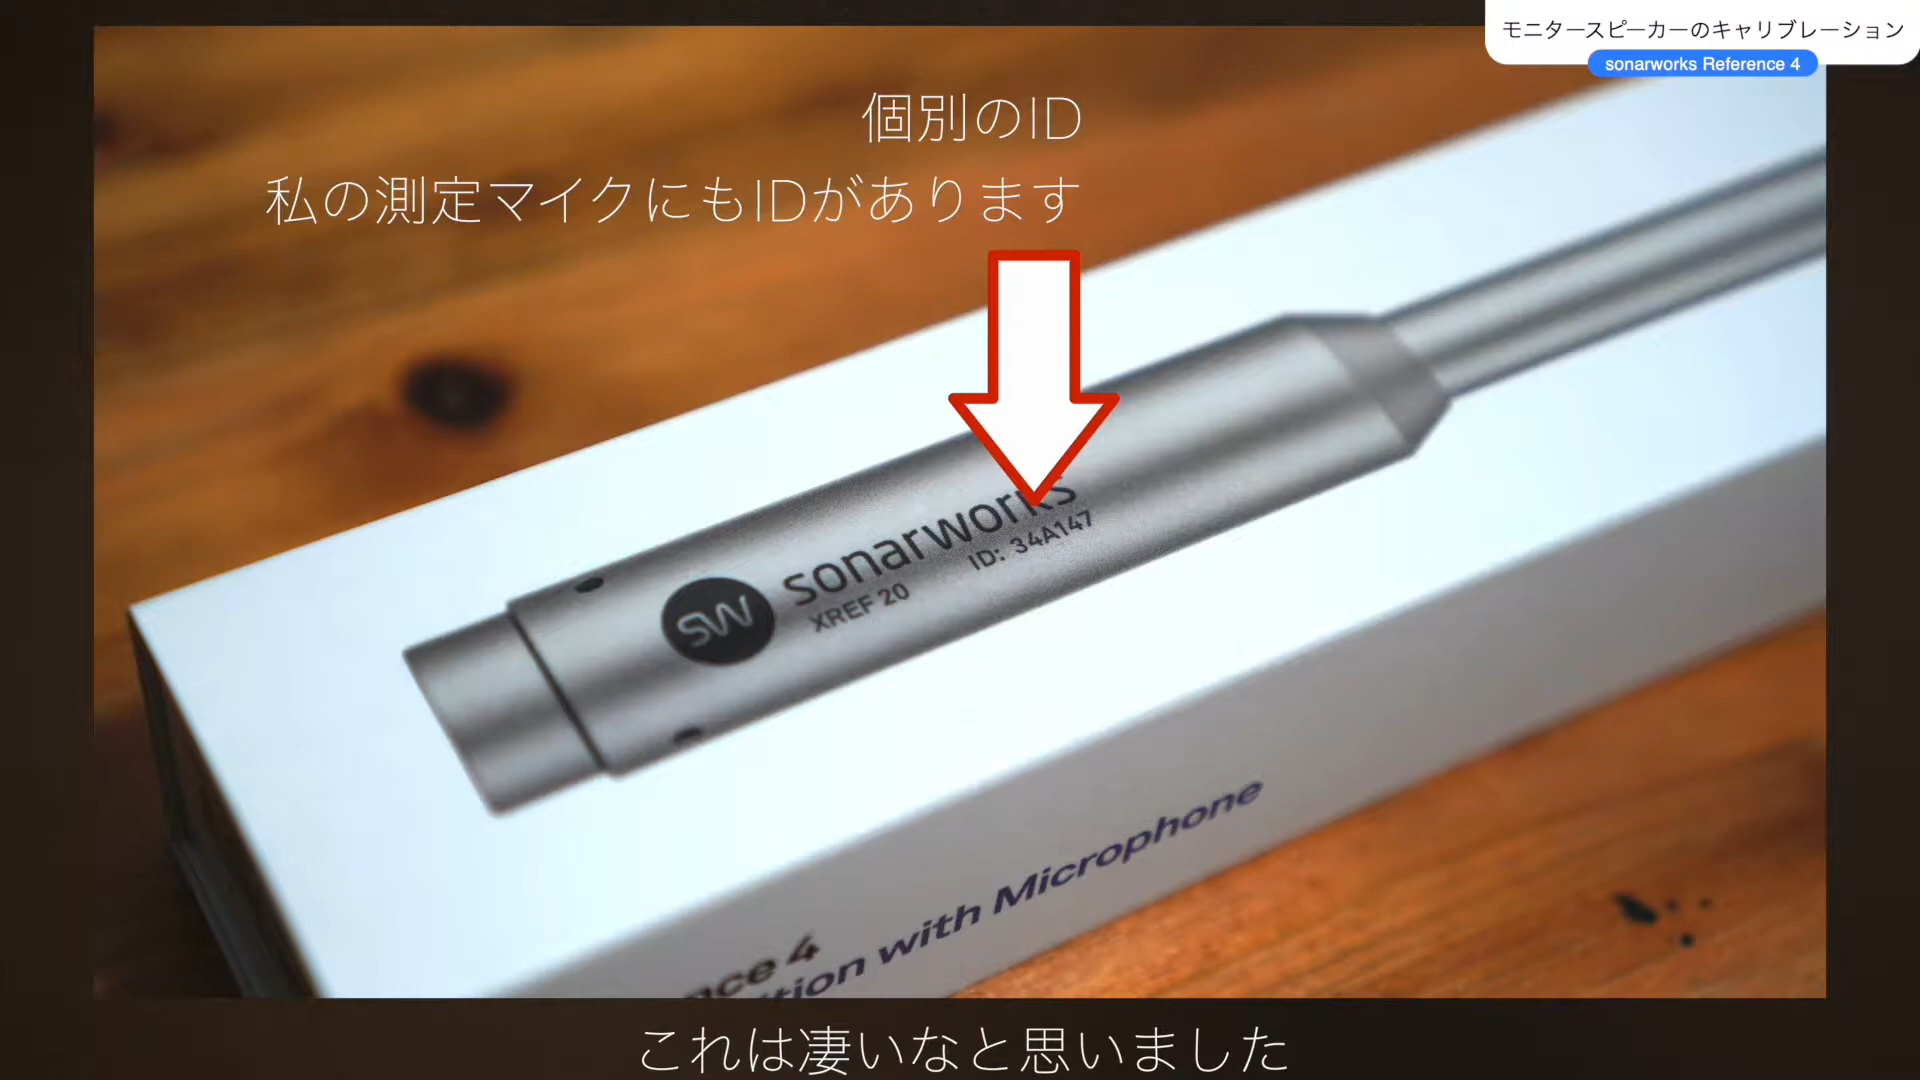 モニタースピーカーのキャリブレーション
sonarworks Reference 4
個別のID
私の測定マイクにもIDがあります
SW sonarworks
XREF 20 ID: 34A147
with Microphone
これは凄いなと思いました